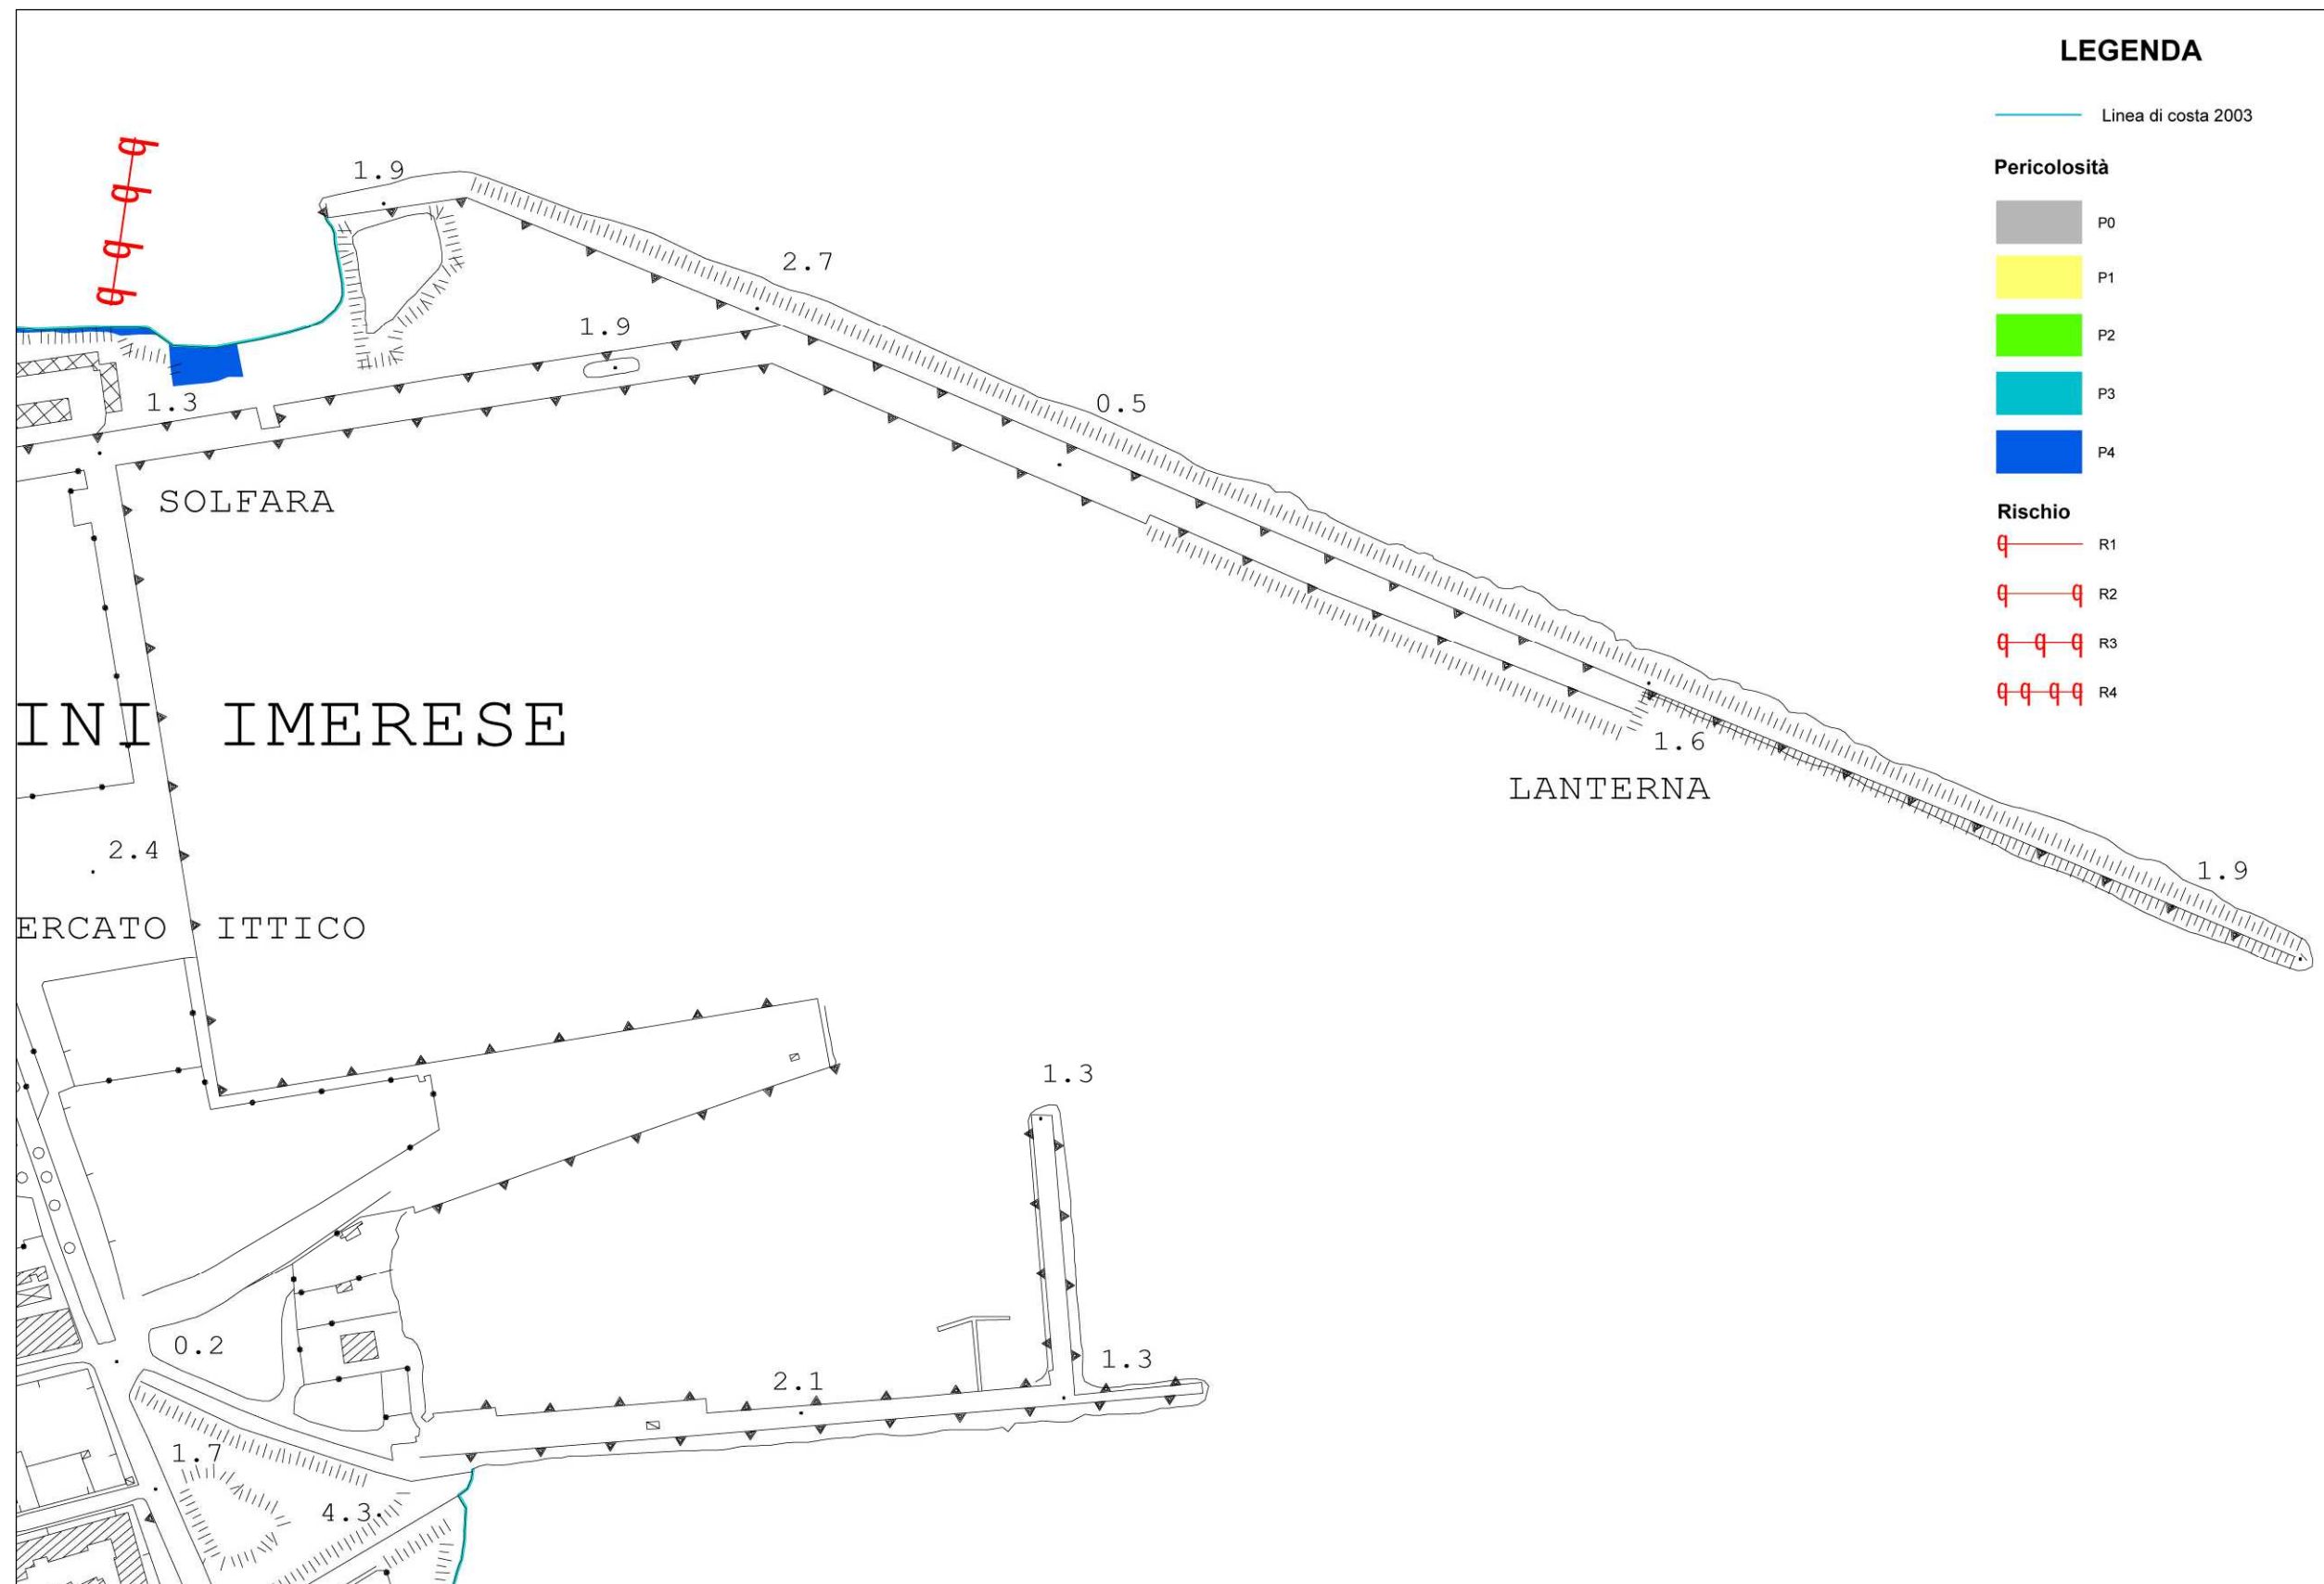 LEGENDA
Linea di costa 2003
Pericolosità
P0
P1
P2
P3
P4
Rischio
R1
R2
R3
R4
1.9
2.7
1.9
0.5
1.3
SOLFARA
INI IMERESE
1.6
LANTERNA
2.4
1.9
ERCATO ITTICO
1.3
0.2
1.3
2.1
1.7
4.3